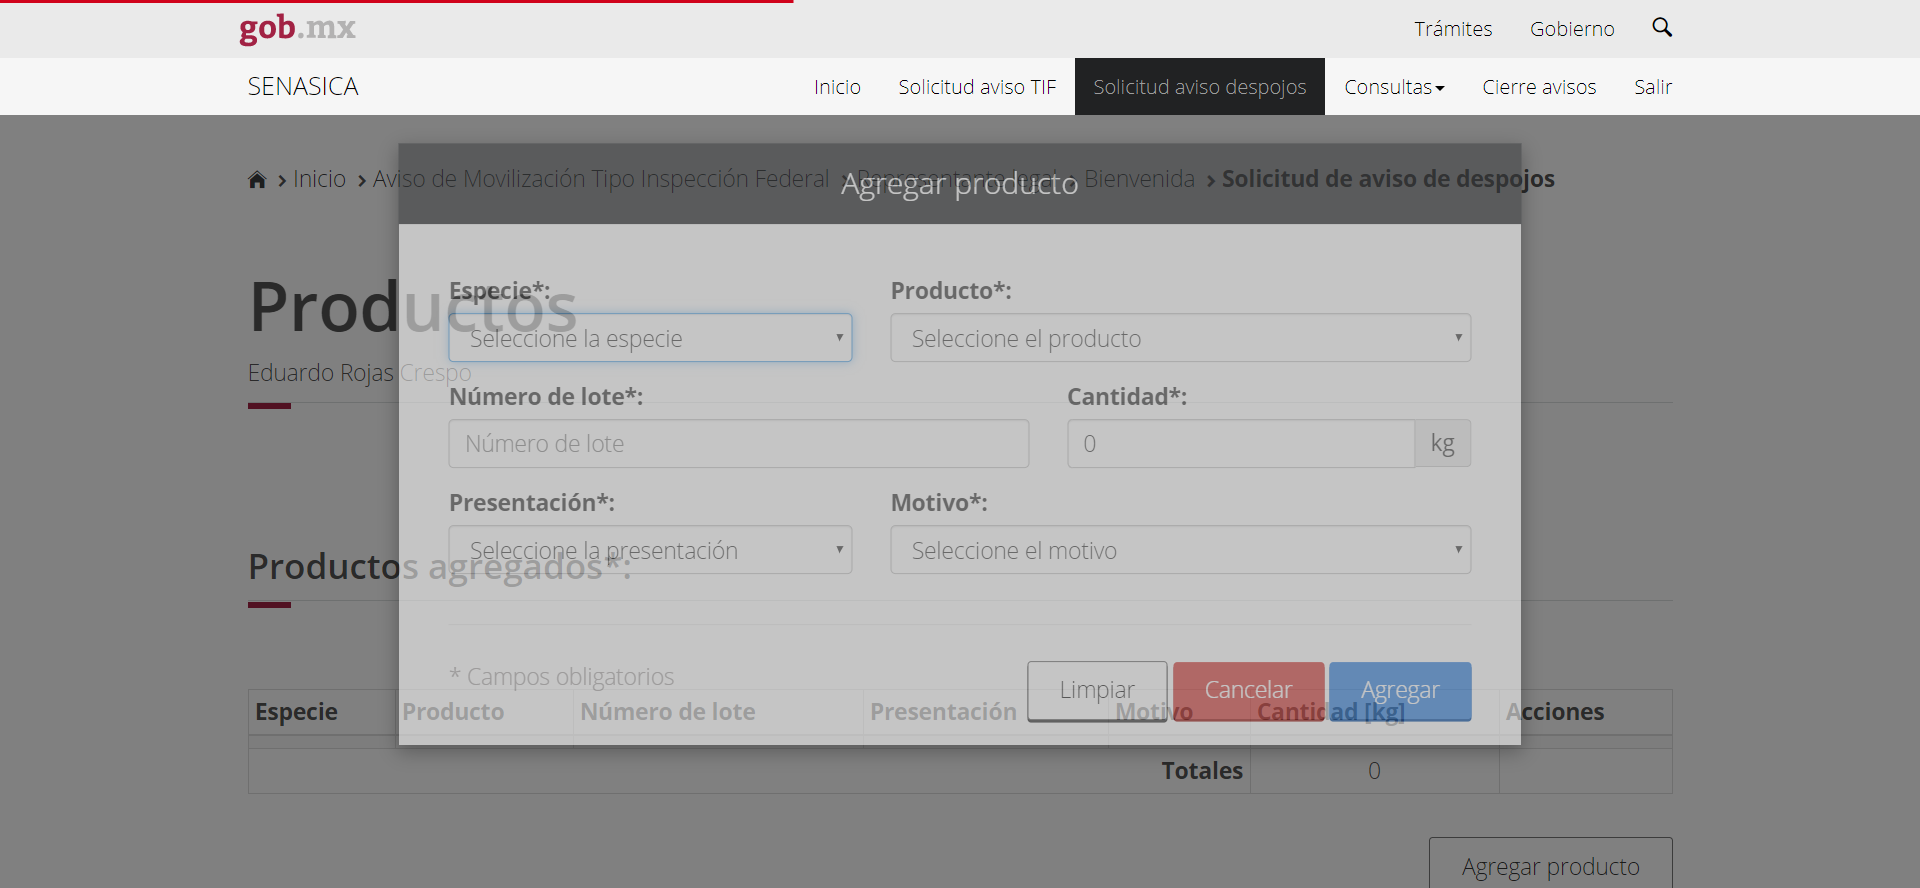 gob.mx
Trámites Gobierno
SENASICA
Inicio Solicitud aviso TIF Solicitud aviso despojos Consultas Cierre avisos Salir
Inicio Aviso de Movilización Tipo Inspección Federal Representante legal Bienvenida Solicitud de aviso de despojos
Agregar producto
Productos
Eduardo Rojas Crespo
Especie*: Producto*:
Seleccione la especie Seleccione el producto
Número de lote*: Cantidad*:
Número de lote 0 kg
Presentación*: Motivo*:
Seleccione la presentación Seleccione el motivo
Productos agregados*:
* Campos obligatorios
Limpiar Cancelar Agregar
Especie Producto Número de lote Presentación Motivo Cantidad [kg] Acciones
Totales 0
Agregar producto